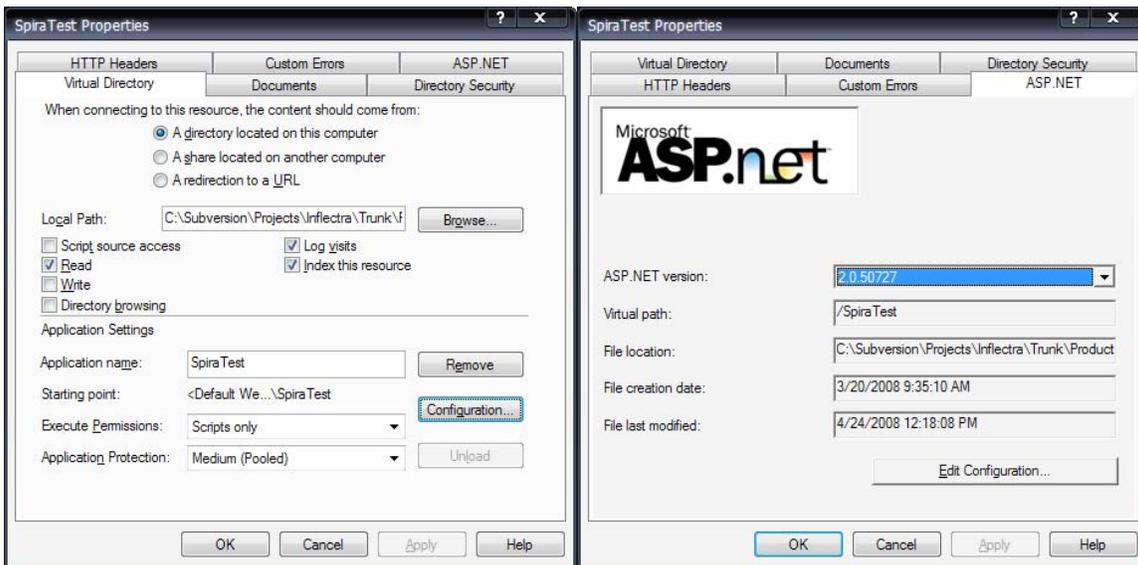 SpiraTest Properties
? X
HTTP Headers Custom Errors ASP.NET
Virtual Directory Documents Directory Security
When connecting to this resource, the content should come from:
A directory located on this computer
A share located on another computer
A redirection to a URL
Local Path: C:\Subversion\Projects\Inflectra\Trunk\F Browse...
Script source access Log visits
Read Index this resource
Write
Directory browsing
Application Settings
Application name: SpiraTest Remove
Starting point: <Default We...\SpiraTest
Configuration...
Execute Permissions: Scripts only
Application Protection: Medium (Pooled) Unload
OK Cancel Apply Help
SpiraTest Properties
? X
Virtual Directory Documents Directory Security
HTTP Headers Custom Errors ASP.NET
Microsoft
ASP.net
ASP.NET version: 2.0.50727
Virtual path: /SpiraTest
File location: C:\Subversion\Projects\Inflectra\Trunk\Product
File creation date: 3/20/2008 9:35:10 AM
File last modified: 4/24/2008 12:18:08 PM
Edit Configuration...
OK Cancel Apply Help